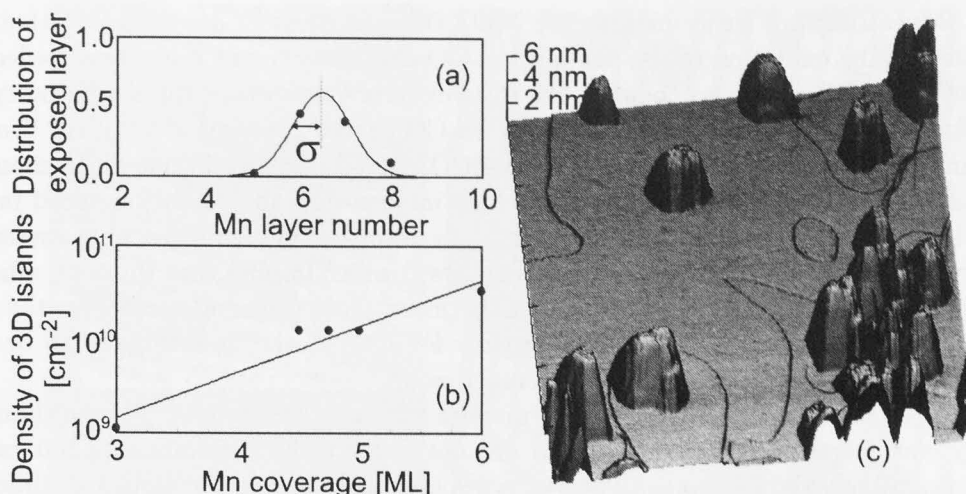 Distribution of
exposed layer
1.0
0.5
0.0
(a)
σ
2 4 6 8 10
Mn layer number
Density of 3D islands
[cm-2]
10¹¹
10¹⁰
10⁹
(b)
3 4 5 6
Mn coverage [ML]
6 nm
4 nm
2 nm
(c)